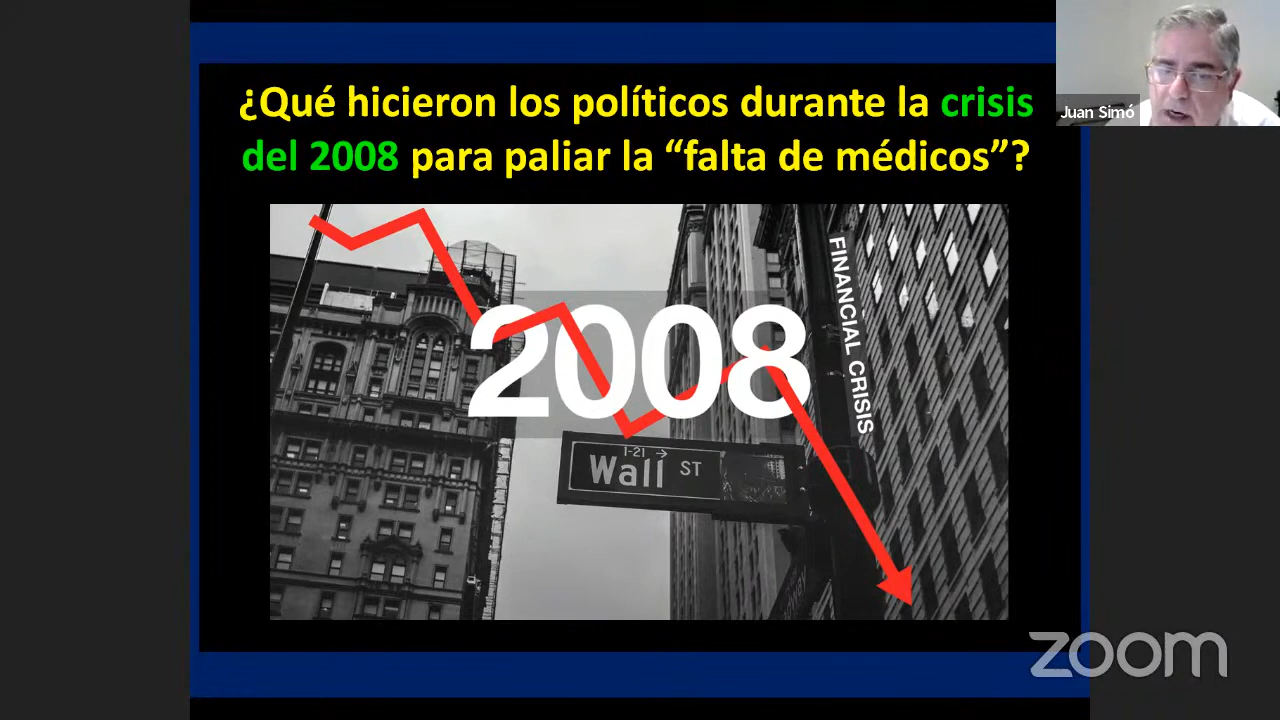 ¿Qué hicieron los políticos durante la crisis
del 2008 para paliar la “falta de médicos”?
Juan Simó
2008
FINANCIAL CRISIS
1-21 →
Wall ST
zoom